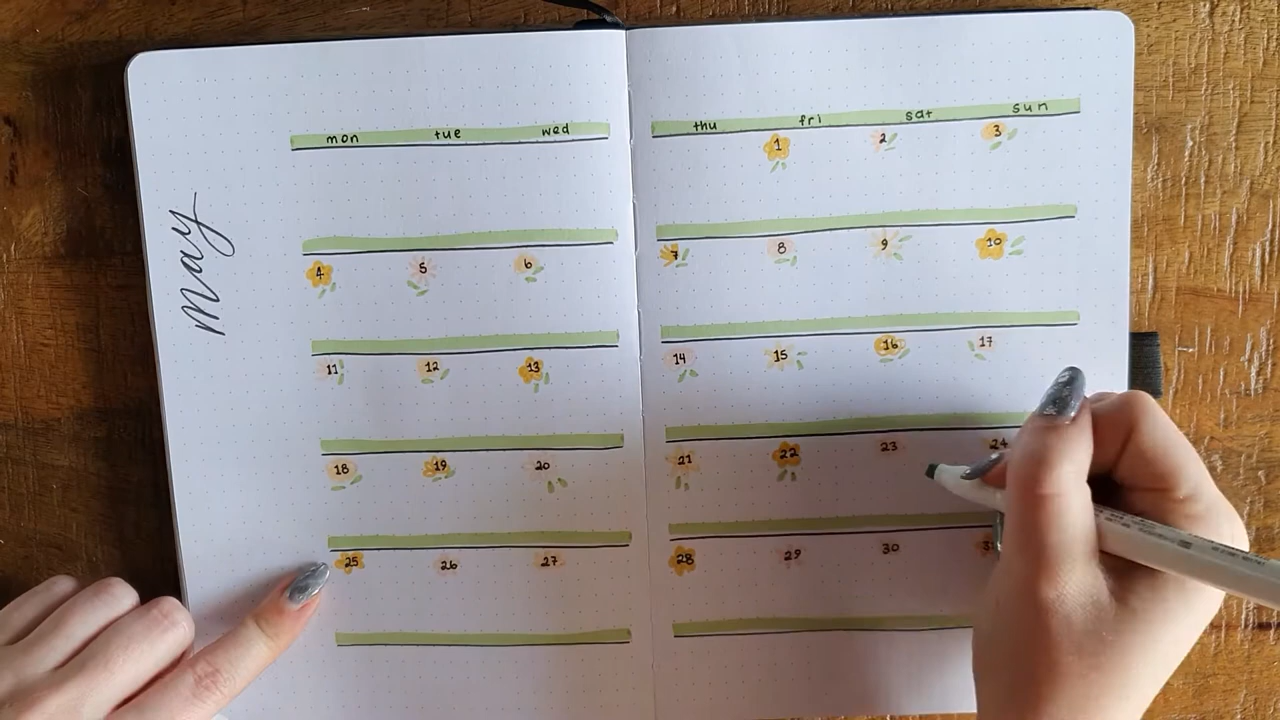 May
mon tue wed thu fri sat sun
1 2 3
4 5 6 7 8 9 10
11 12 13 14 15 16 17
18 19 20 21 22 23 24
25 26 27 28 29 30 31